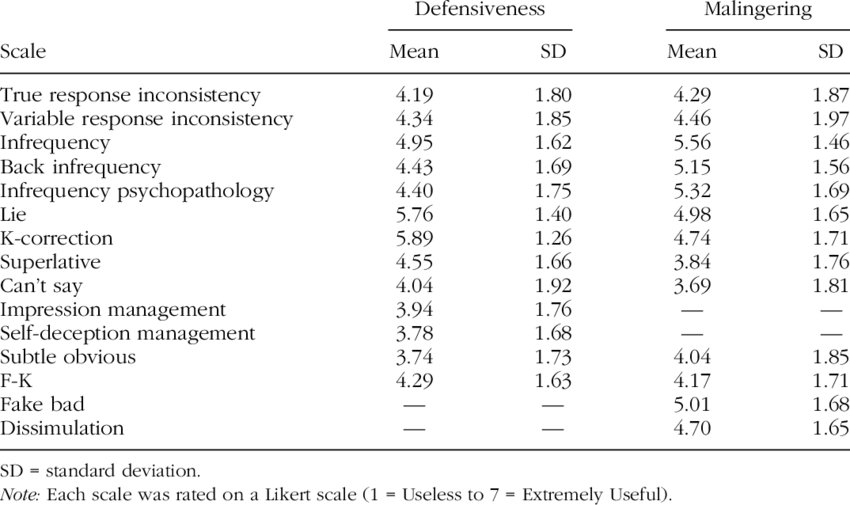 Defensiveness Malingering
Scale Mean SD Mean SD
True response inconsistency 4.19 1.80 4.29 1.87
Variable response inconsistency 4.34 1.85 4.46 1.97
Infrequency 4.95 1.62 5.56 1.46
Back infrequency 4.43 1.69 5.15 1.56
Infrequency psychopathology 4.40 1.75 5.32 1.69
Lie 5.76 1.40 4.98 1.65
K-correction 5.89 1.26 4.74 1.71
Superlative 4.55 1.66 3.84 1.76
Can't say 4.04 1.92 3.69 1.81
Impression management 3.94 1.76 — —
Self-deception management 3.78 1.68 — —
Subtle obvious 3.74 1.73 4.04 1.85
F-K 4.29 1.63 4.17 1.71
Fake bad — — 5.01 1.68
Dissimulation — — 4.70 1.65
SD = standard deviation.
Note: Each scale was rated on a Likert scale (1 = Useless to 7 = Extremely Useful).